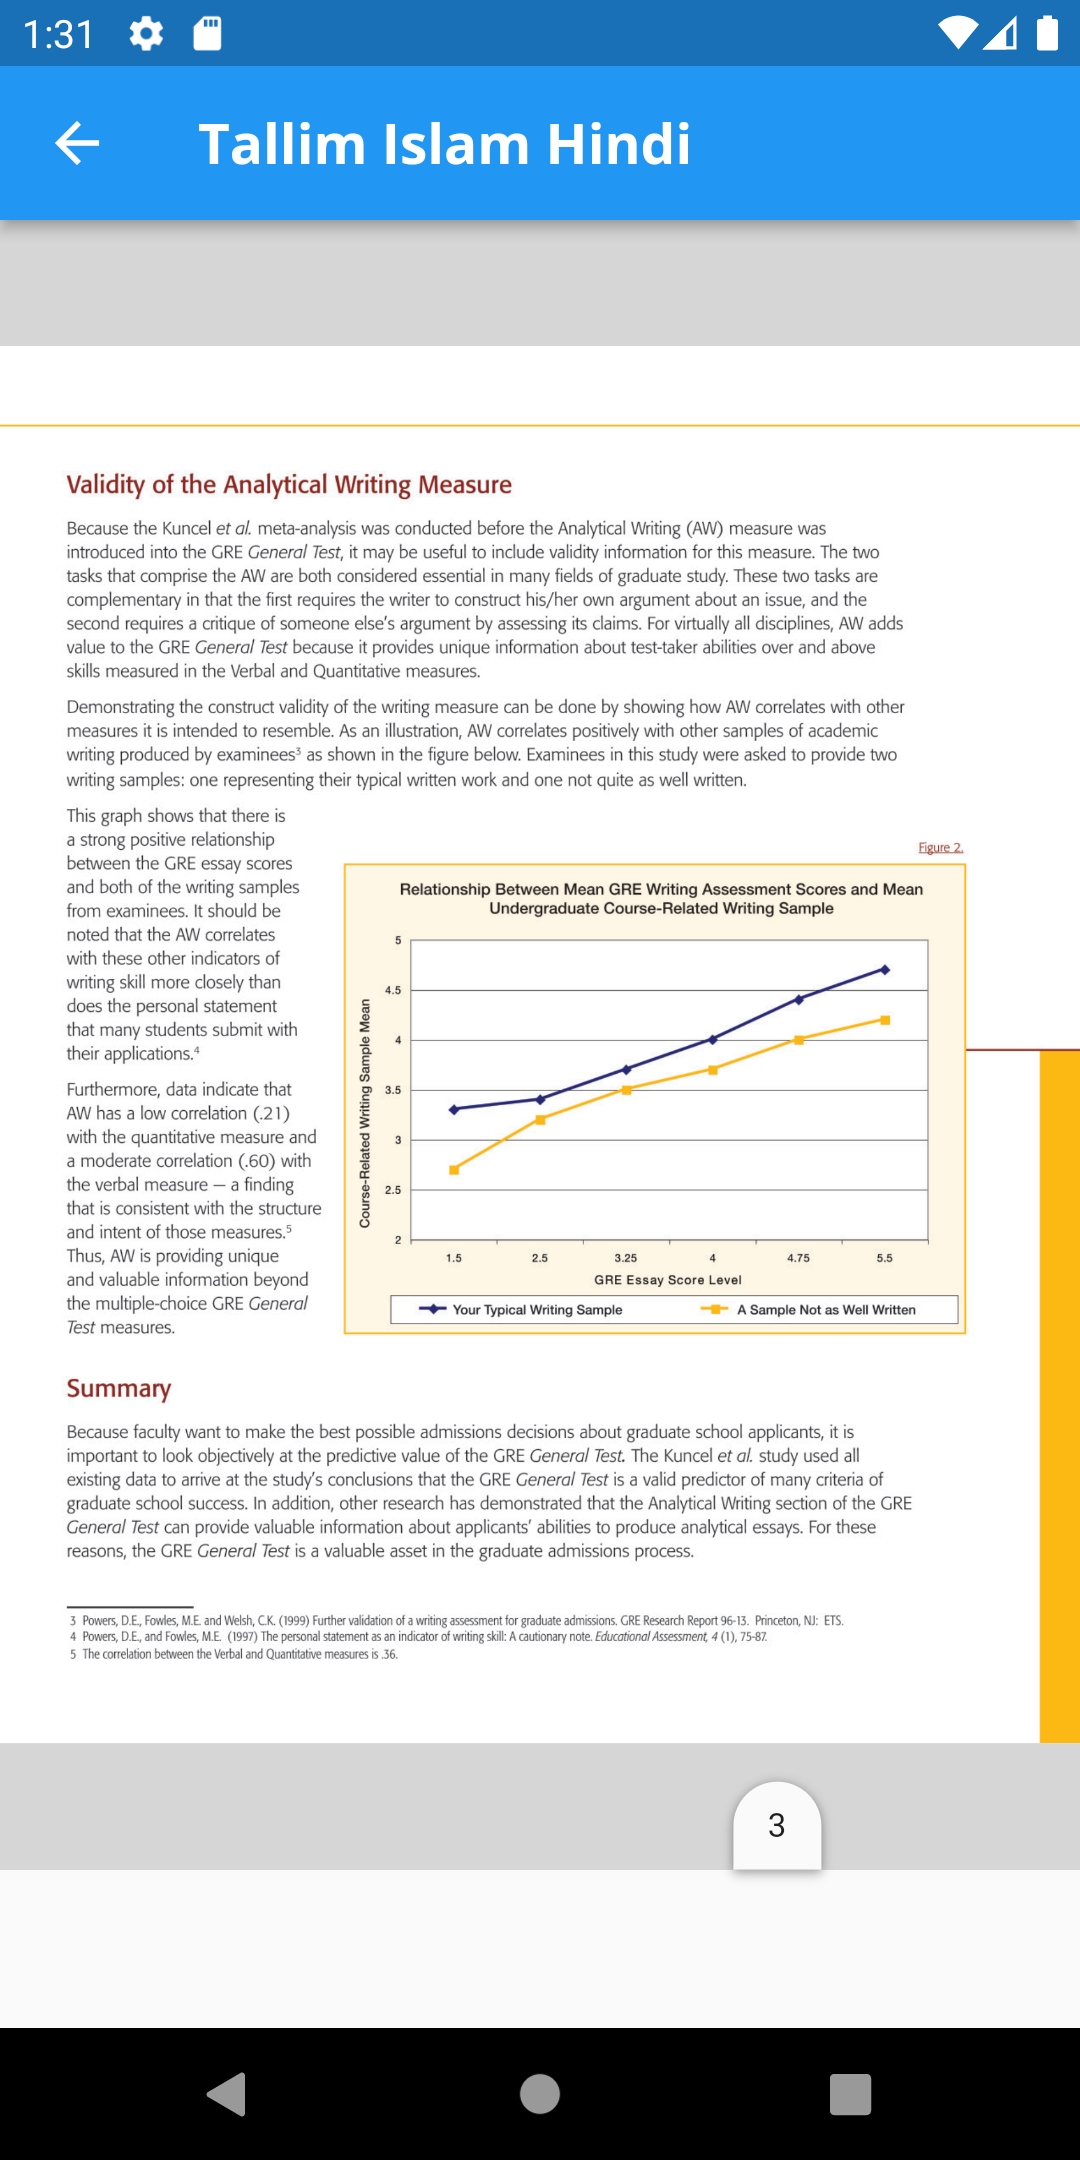 1:31
Tallim Islam Hindi
Validity of the Analytical Writing Measure
Because the Kuncel et al. meta-analysis was conducted before the Analytical Writing (AW) measure was
introduced into the GRE General Test, it may be useful to include validity information for this measure. The two
tasks that comprise the AW are both considered essential in many fields of graduate study. These two tasks are
complementary in that the first requires the writer to construct his/her own argument about an issue, and the
second requires a critique of someone else's argument by assessing its claims. For virtually all disciplines, AW adds
value to the GRE General Test because it provides unique information about test-taker abilities over and above
skills measured in the Verbal and Quantitative measures.
Demonstrating the construct validity of the writing measure can be done by showing how AW correlates with other
measures it is intended to resemble. As an illustration, AW correlates positively with other samples of academic
writing produced by examinees³ as shown in the figure below. Examinees in this study were asked to provide two
writing samples: one representing their typical written work and one not quite as well written.
This graph shows that there is
a strong positive relationship
between the GRE essay scores
and both of the writing samples
from examinees. It should be
noted that the AW correlates
with these other indicators of
writing skill more closely than
does the personal statement
that many students submit with
their applications.⁴
Furthermore, data indicate that
AW has a low correlation (.21)
with the quantitative measure and
a moderate correlation (.60) with
the verbal measure – a finding
that is consistent with the structure
and intent of those measures.⁵
Thus, AW is providing unique
and valuable information beyond
the multiple-choice GRE General
Test measures.
Figure 2.
Relationship Between Mean GRE Writing Assessment Scores and Mean
Undergraduate Course-Related Writing Sample
Course-Related Writing Sample Mean
5
4.5
4
3.5
3
2.5
2
1.5 2.5 3.25 4 4.75 5.5
GRE Essay Score Level
Your Typical Writing Sample A Sample Not as Well Written
Summary
Because faculty want to make the best possible admissions decisions about graduate school applicants, it is
important to look objectively at the predictive value of the GRE General Test. The Kuncel et al. study used all
existing data to arrive at the study's conclusions that the GRE General Test is a valid predictor of many criteria of
graduate school success. In addition, other research has demonstrated that the Analytical Writing section of the GRE
General Test can provide valuable information about applicants' abilities to produce analytical essays. For these
reasons, the GRE General Test is a valuable asset in the graduate admissions process.
3 Powers, D.E., Fowles, M.E. and Welsh, C.K. (1999) Further validation of a writing assessment for graduate admissions. GRE Research Report 96-13. Princeton, NJ: ETS.
4 Powers, D.E., and Fowles, M.E. (1997) The personal statement as an indicator of writing skill: A cautionary note. Educational Assessment, 4 (1), 75-87.
5 The correlation between the Verbal and Quantitative measures is .36.
3